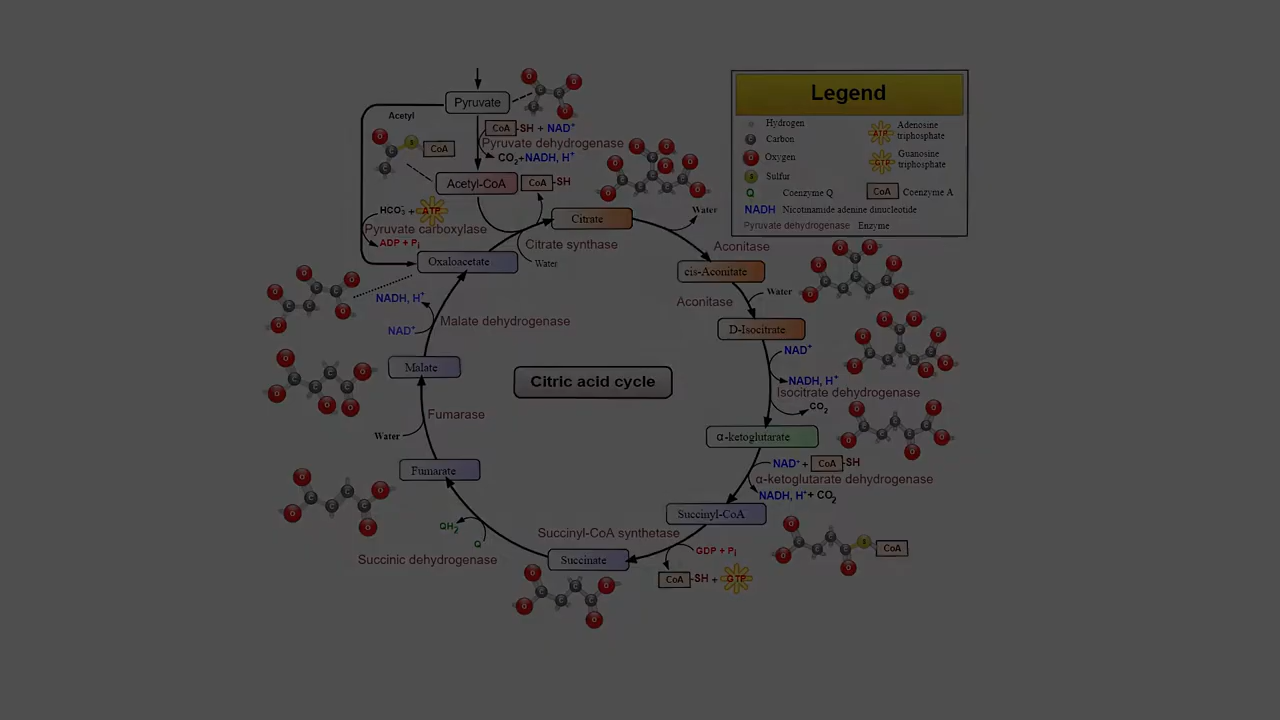 Pyruvate
Acetyl
CoA -SH + NAD+
Pyruvate dehydrogenase
CO2+NADH, H+
CoA
Acetyl-CoA
CoA -SH
HCO3- + ATP
Pyruvate carboxylase
ADP + Pi
Citrate
Citrate synthase
Water
Oxaloacetate
Water
Aconitase
cis-Aconitate
Aconitase
Water
D-Isocitrate
NAD+
NADH, H+
Isocitrate dehydrogenase
CO2
α-ketoglutarate
NAD+ + CoA -SH
α-ketoglutarate dehydrogenase
NADH, H+ + CO2
Succinyl-CoA
CoA
Succinyl-CoA synthetase
GDP + Pi
CoA -SH + GTP
Succinate
QH2
Q
Succinic dehydrogenase
Fumarate
Water
Fumarase
Malate
NADH, H+
NAD+
Malate dehydrogenase
Citric acid cycle
Legend
Hydrogen
Carbon
Oxygen
S Sulfur
Q Coenzyme Q
NADH Nicotinamide adenine dinucleotide
Pyruvate dehydrogenase Enzyme
ATP Adenosine
triphosphate
GTP Guanosine
triphosphate
CoA Coenzyme A